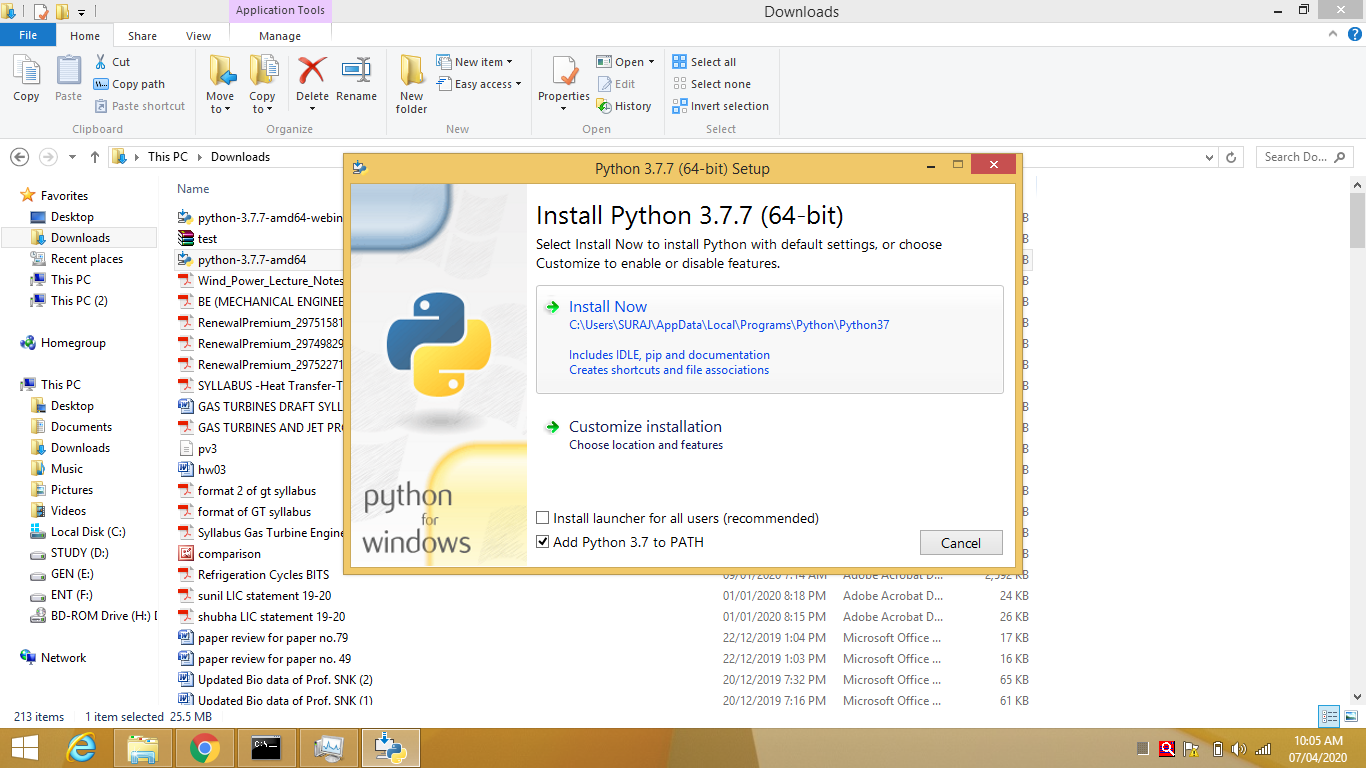 Application Tools
Downloads
File
Home
Share
View
Manage
Copy
Paste
Cut
Copy path
Paste shortcut
Clipboard
Move to
Copy to
Delete
Rename
Organize
New folder
New item
Easy access
New
Properties
Open
Edit
History
Open
Select all
Select none
Invert selection
Select
This PC
Downloads
Search Do...
Favorites
Desktop
Downloads
Recent places
This PC
This PC (2)
Homegroup
This PC
Desktop
Documents
Downloads
Music
Pictures
Videos
Local Disk (C:)
STUDY (D:)
GEN (E:)
ENT (F:)
BD-ROM Drive (H:)
Network
Name
python-3.7.7-amd64-webin
test
python-3.7.7-amd64
Wind_Power_Lecture_Notes
BE (MECHANICAL ENGINEE
RenewalPremium_29751581
RenewalPremium_29749829
RenewalPremium_29752271
SYLLABUS -Heat Transfer-T
GAS TURBINES DRAFT SYLL
GAS TURBINES AND JET PRO
pv3
hw03
format 2 of gt syllabus
format of GT syllabus
Syllabus Gas Turbine Engine
comparison
Refrigeration Cycles BITS 09/01/2020 7:14 AM Adobe Acrobat D... 2,592 KB
sunil LIC statement 19-20 01/01/2020 8:18 PM Adobe Acrobat D... 24 KB
shubha LIC statement 19-20 01/01/2020 8:15 PM Adobe Acrobat D... 26 KB
paper review for paper no.79 22/12/2019 1:04 PM Microsoft Office ... 17 KB
paper review for paper no. 49 22/12/2019 1:03 PM Microsoft Office ... 16 KB
Updated Bio data of Prof. SNK (2) 20/12/2019 7:32 PM Microsoft Office ... 65 KB
Updated Bio data of Prof. SNK (1) 20/12/2019 7:16 PM Microsoft Office ... 61 KB
Python 3.7.7 (64-bit) Setup
Install Python 3.7.7 (64-bit)
Select Install Now to install Python with default settings, or choose
Customize to enable or disable features.
Install Now
C:\Users\SURAJ\AppData\Local\Programs\Python\Python37
Includes IDLE, pip and documentation
Creates shortcuts and file associations
Customize installation
Choose location and features
Install launcher for all users (recommended)
Add Python 3.7 to PATH
Cancel
python
for
windows
213 items 1 item selected 25.5 MB
10:05 AM
07/04/2020